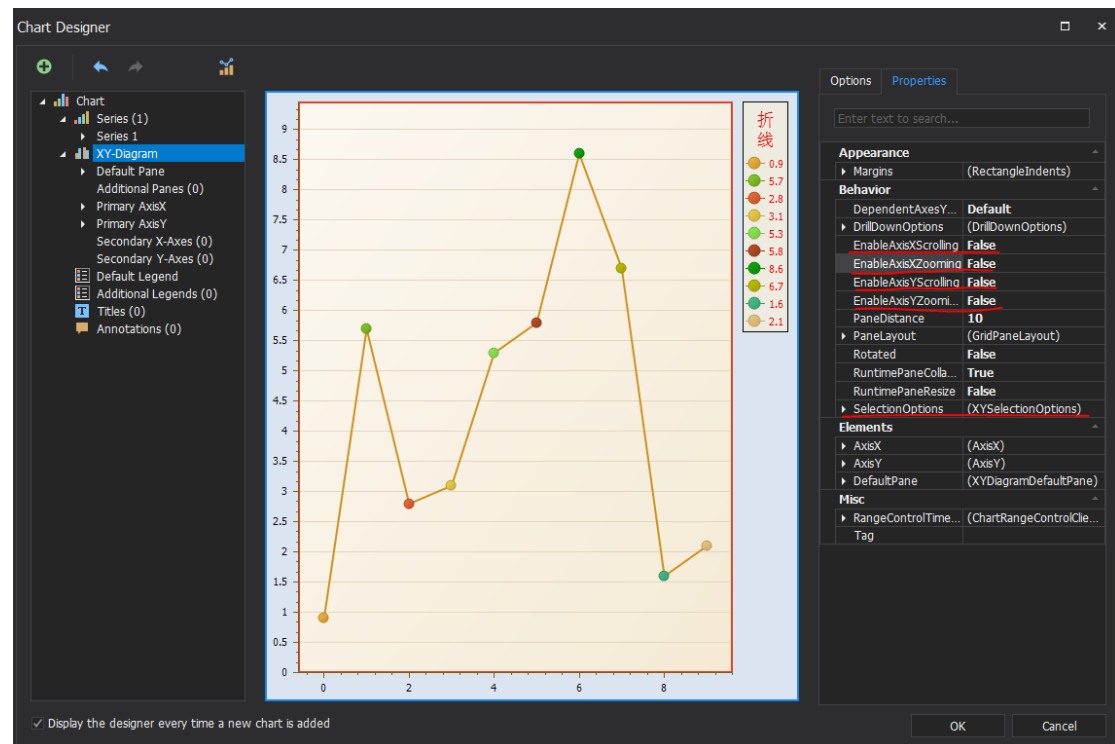 Chart Designer
Chart
Series (1)
Series 1
XY-Diagram
Default Pane
Additional Panes (0)
Primary AxisX
Primary AxisY
Secondary X-Axes (0)
Secondary Y-Axes (0)
Default Legend
Additional Legends (0)
T Titles (0)
Annotations (0)
9
8.5
8
7.5
7
6.5
6
5.5
5
4.5
4
3.5
3
2.5
2
1.5
1
0.5
0
0 2 4 6 8
折
线
0.9
5.7
2.8
3.1
5.3
5.8
8.6
6.7
1.6
2.1
Options Properties
Enter text to search...
Appearance
Margins (RectangleIndents)
Behavior
DependentAxesY... Default
DrillDownOptions (DrillDownOptions)
EnableAxisXScrolling False
EnableAxisXZooming False
EnableAxisYScrolling False
EnableAxisYZoomi... False
PaneDistance 10
PaneLayout (GridPaneLayout)
Rotated False
RuntimePaneColla... True
RuntimePaneResize False
SelectionOptions (XYSelectionOptions)
Elements
AxisX (AxisX)
AxisY (AxisY)
DefaultPane (XYDiagramDefaultPane)
Misc
RangeControlTime... (ChartRangeControlClie...
Tag
Display the designer every time a new chart is added
OK Cancel